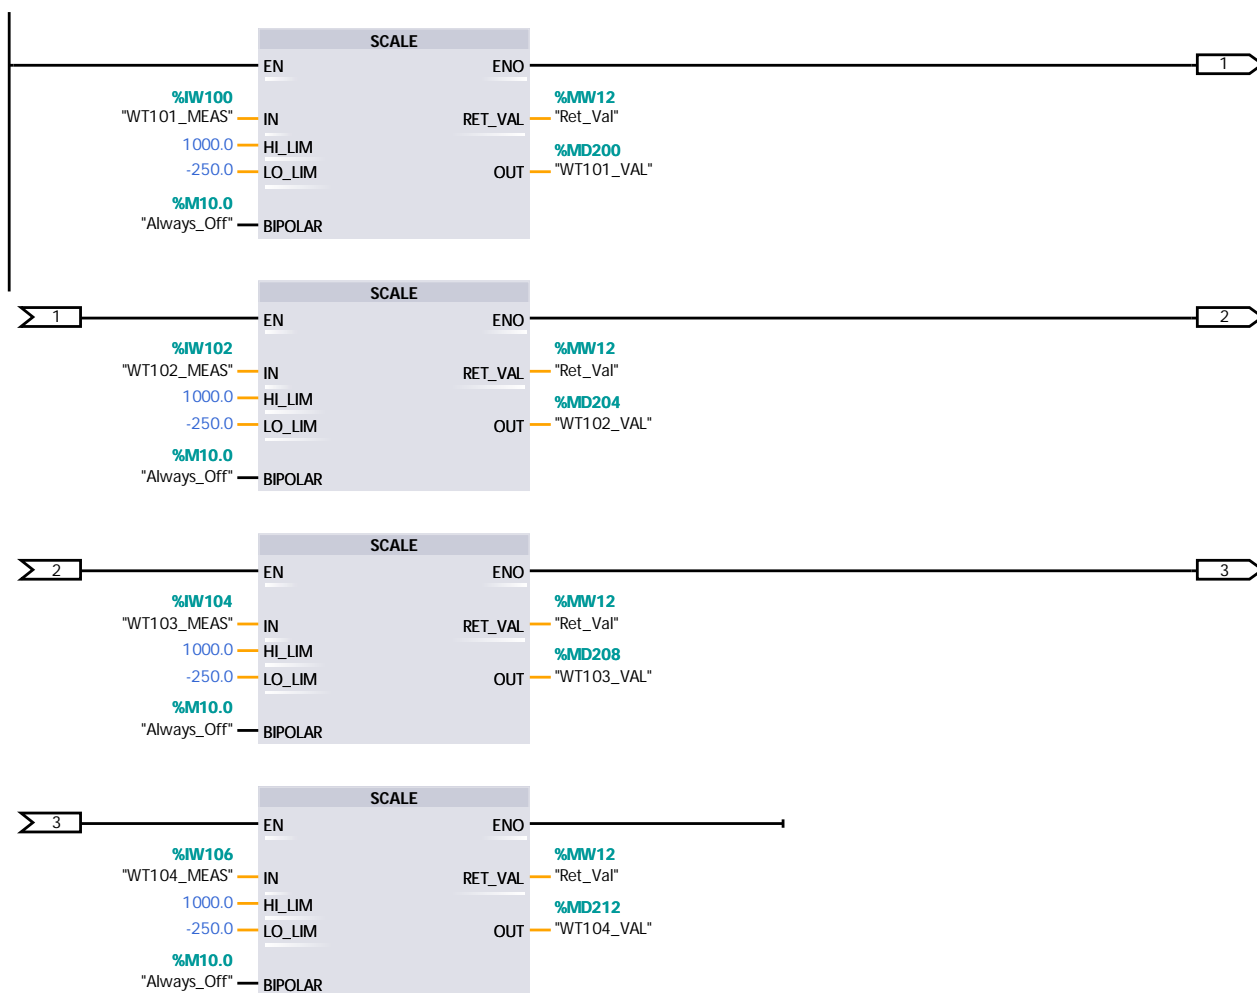 SCALE
EN ENO 1
%IW100 %MW12
"WT101_MEAS" IN RET_VAL "Ret_Val"
1000.0 HI_LIM %MD200
-250.0 LO_LIM OUT "WT101_VAL"
%M10.0
"Always_Off" BIPOLAR
SCALE
1 EN ENO 2
%IW102 %MW12
"WT102_MEAS" IN RET_VAL "Ret_Val"
1000.0 HI_LIM %MD204
-250.0 LO_LIM OUT "WT102_VAL"
%M10.0
"Always_Off" BIPOLAR
SCALE
2 EN ENO 3
%IW104 %MW12
"WT103_MEAS" IN RET_VAL "Ret_Val"
1000.0 HI_LIM %MD208
-250.0 LO_LIM OUT "WT103_VAL"
%M10.0
"Always_Off" BIPOLAR
SCALE
3 EN ENO
%IW106 %MW12
"WT104_MEAS" IN RET_VAL "Ret_Val"
1000.0 HI_LIM %MD212
-250.0 LO_LIM OUT "WT104_VAL"
%M10.0
"Always_Off" BIPOLAR